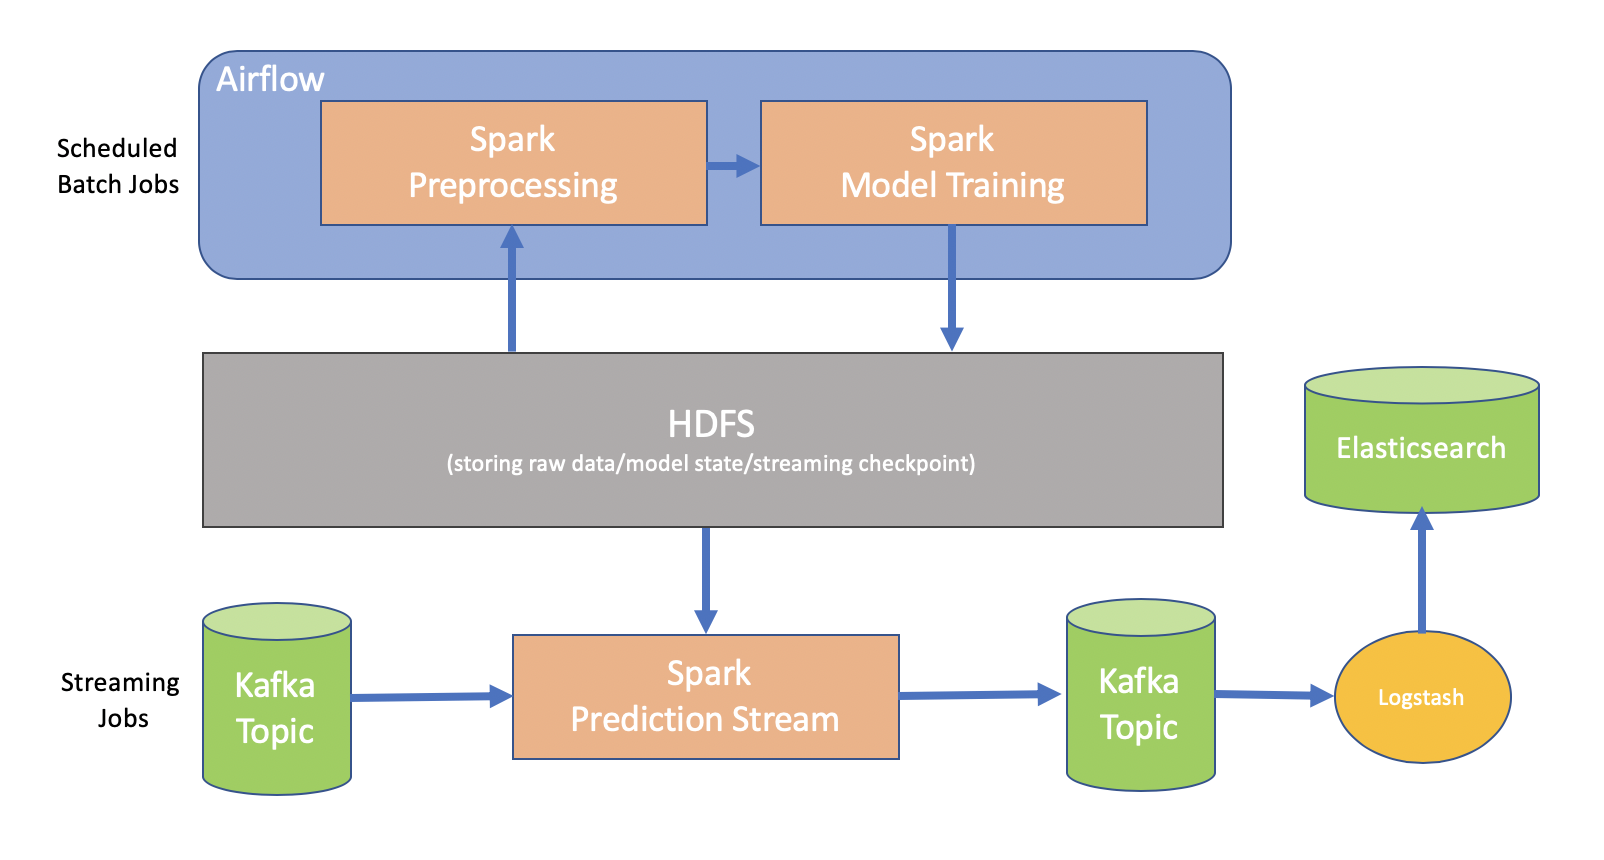 Airflow
Scheduled
Batch Jobs
Spark
Preprocessing
Spark
Model Training
HDFS
(storing raw data/model state/streaming checkpoint)
Elasticsearch
Streaming
Jobs
Kafka
Topic
Spark
Prediction Stream
Kafka
Topic
Logstash